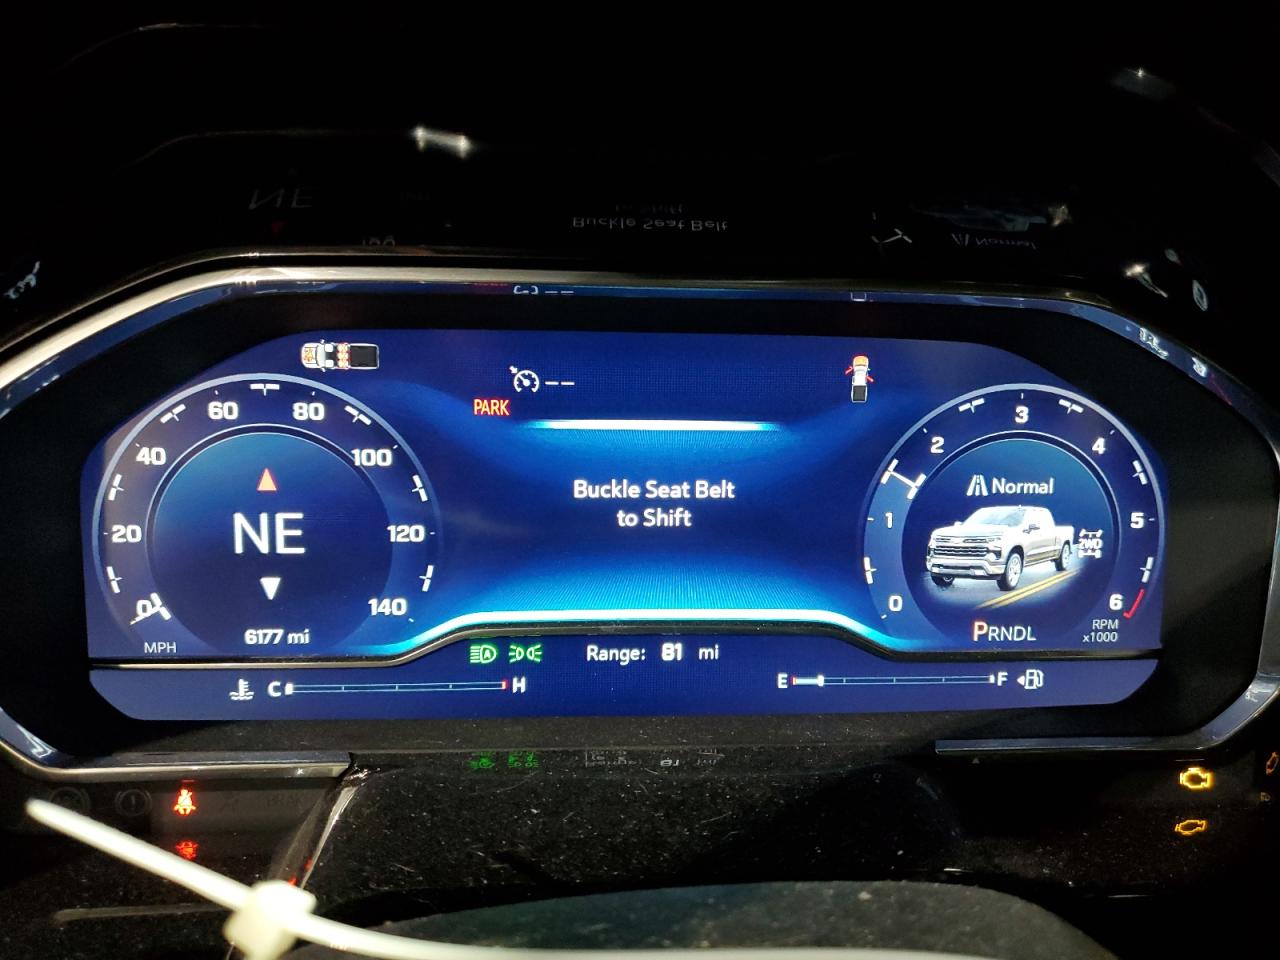 --
PARK
60
80
40
100
20
120
0
140
NE
6177 mi
MPH
Buckle Seat Belt
to Shift
3
2
4
1
5
0
6
Normal
2WD
PRNDL
RPM
x1000
A
Range: 81 mi
C
H
E
F